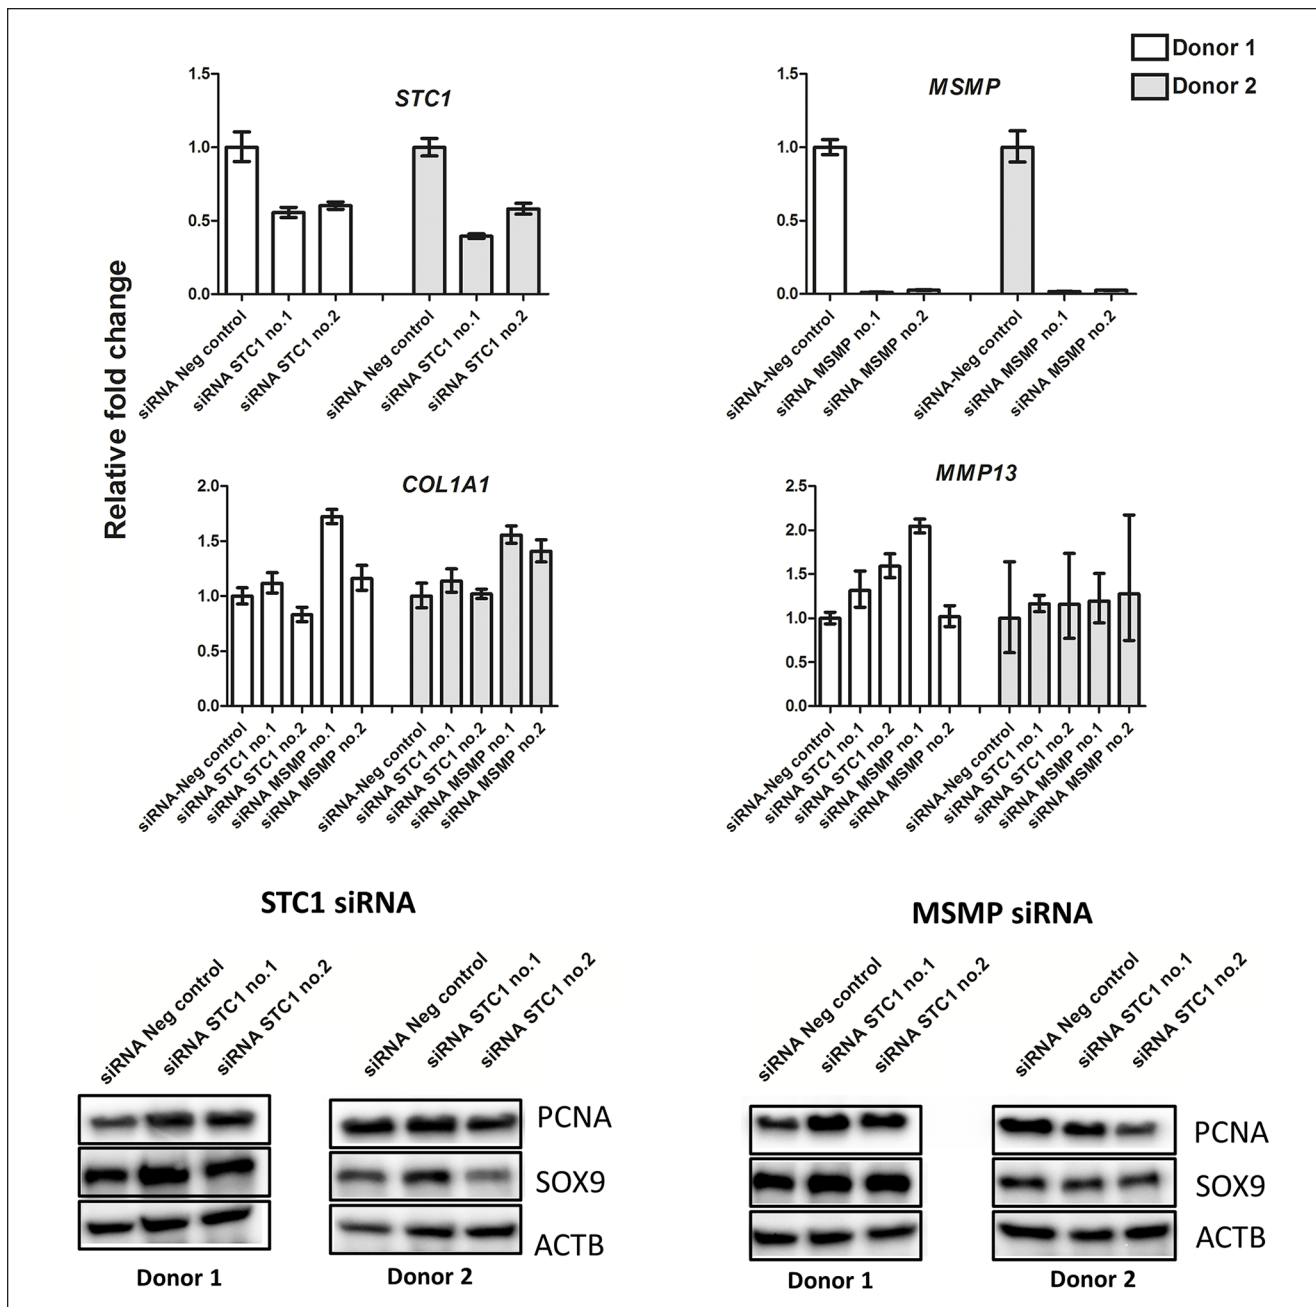 Donor 1
Donor 2
Relative fold change
STC1
1.5
1.0
0.5
0.0
siRNA Neg control
siRNA STC1 no.1
siRNA STC1 no.2
siRNA Neg control
siRNA STC1 no.1
siRNA STC1 no.2
MSMP
1.5
1.0
0.5
0.0
siRNA-Neg control
siRNA MSMP no.1
siRNA MSMP no.2
siRNA-Neg control
siRNA MSMP no.1
siRNA MSMP no.2
COL1A1
2.0
1.5
1.0
0.5
0.0
siRNA-Neg control
siRNA STC1 no.1
siRNA STC1 no.2
siRNA MSMP no.1
siRNA MSMP no.2
siRNA-Neg control
siRNA STC1 no.1
siRNA STC1 no.2
siRNA MSMP no.1
siRNA MSMP no.2
MMP13
2.5
2.0
1.5
1.0
0.5
0.0
siRNA-Neg control
siRNA STC1 no.1
siRNA STC1 no.2
siRNA MSMP no.1
siRNA MSMP no.2
siRNA-Neg control
siRNA STC1 no.1
siRNA STC1 no.2
siRNA MSMP no.1
siRNA MSMP no.2
STC1 siRNA
siRNA Neg control
siRNA STC1 no.1
siRNA STC1 no.2
siRNA Neg control
siRNA STC1 no.1
siRNA STC1 no.2
PCNA
SOX9
ACTB
Donor 1
Donor 2
MSMP siRNA
siRNA Neg control
siRNA STC1 no.1
siRNA STC1 no.2
siRNA Neg control
siRNA STC1 no.1
siRNA STC1 no.2
PCNA
SOX9
ACTB
Donor 1
Donor 2